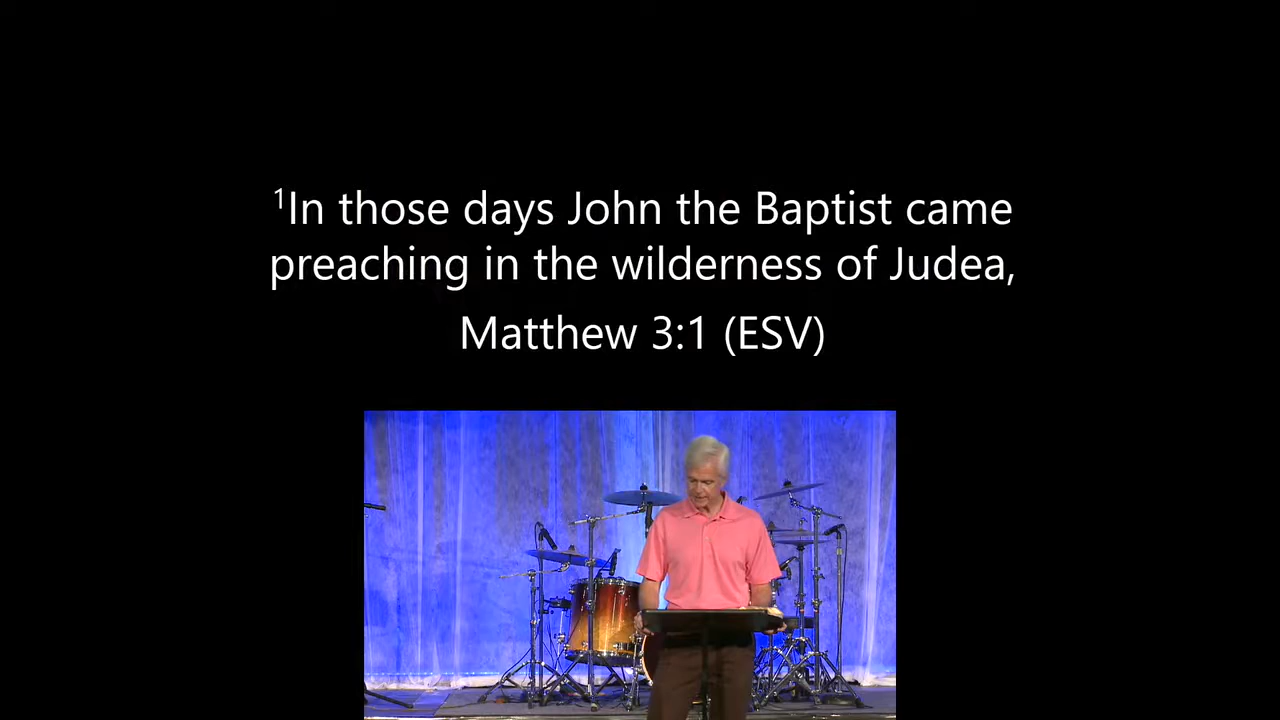 ¹In those days John the Baptist came
preaching in the wilderness of Judea,
Matthew 3:1 (ESV)